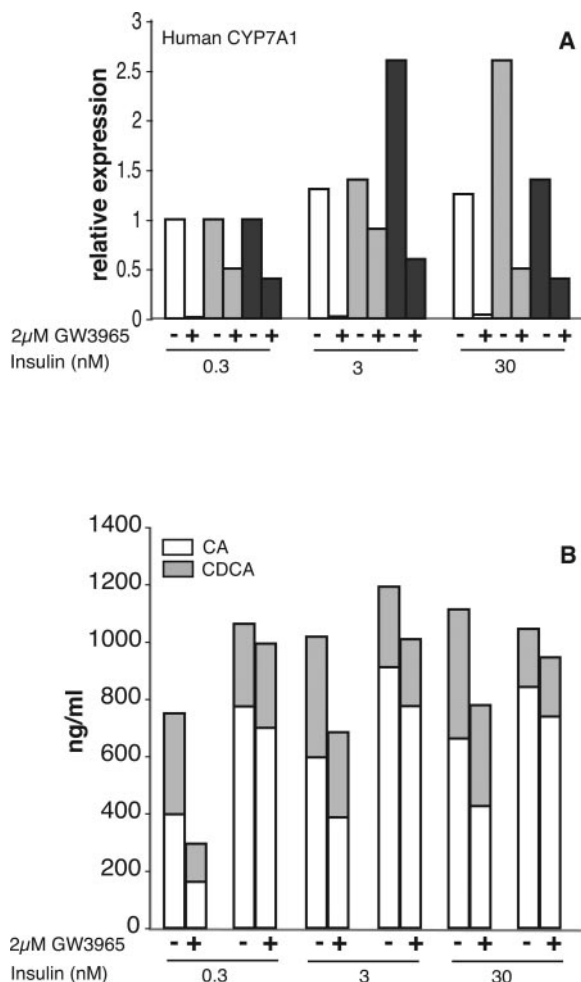 Human CYP7A1
A
relative expression
3
2.5
2
1.5
1
0.5
0
2µM GW3965 - + - + - + - + - + - + - + - + - +
Insulin (nM) 0.3 3 30
B
CA
CDCA
ng/ml
1400
1200
1000
800
600
400
200
0
2µM GW3965 - + - + - + - + - + - +
Insulin (nM) 0.3 3 30